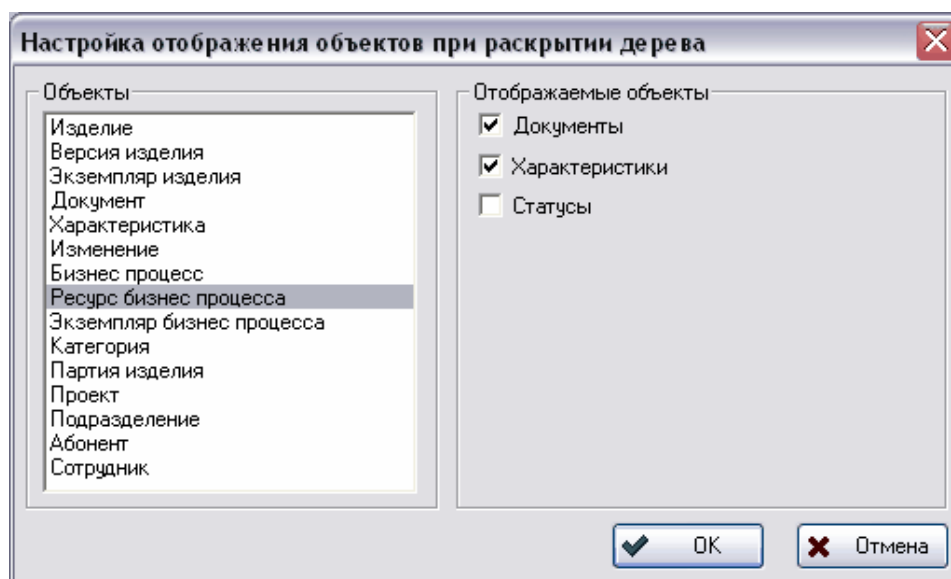 Настройка отображения объектов при раскрытии дерева
Объекты
Изделие
Версия изделия
Экземпляр изделия
Документ
Характеристика
Изменение
Бизнес процесс
Ресурс бизнес процесса
Экземпляр бизнес процесса
Категория
Партия изделия
Проект
Подразделение
Абонент
Сотрудник
Отображаемые объекты
Документы
Характеристики
Статусы
OK
Отмена